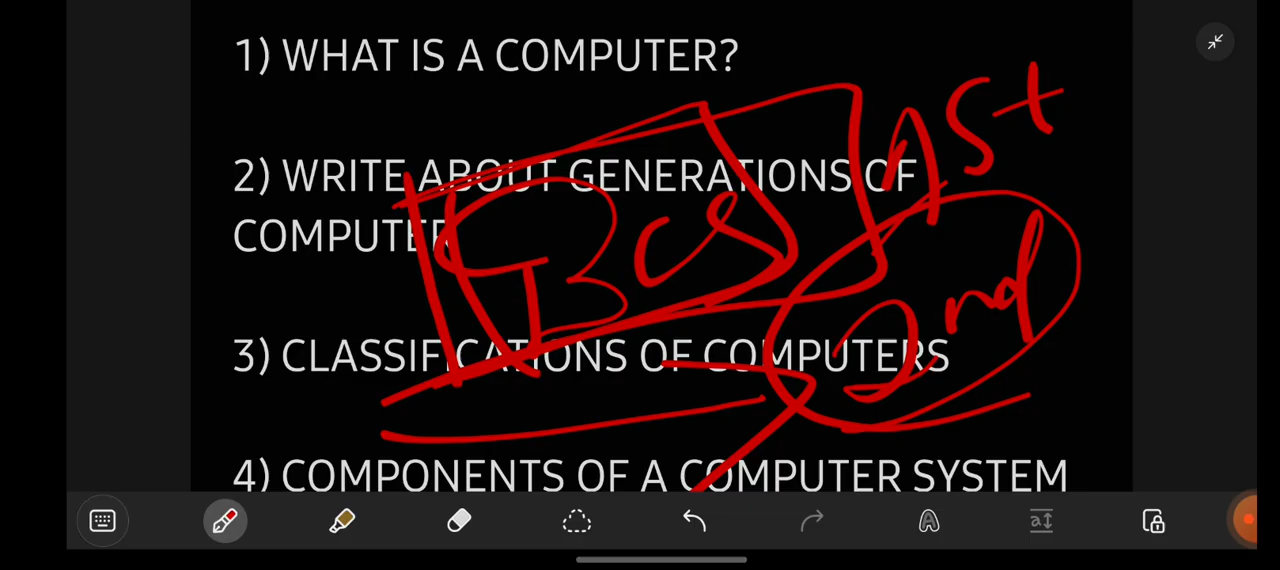 1) WHAT IS A COMPUTER?
2) WRITE ABOUT GENERATIONS OF
COMPUTER
1st
Bcs
2nd
3) CLASSIFICATIONS OF COMPUTERS
4) COMPONENTS OF A COMPUTER SYSTEM